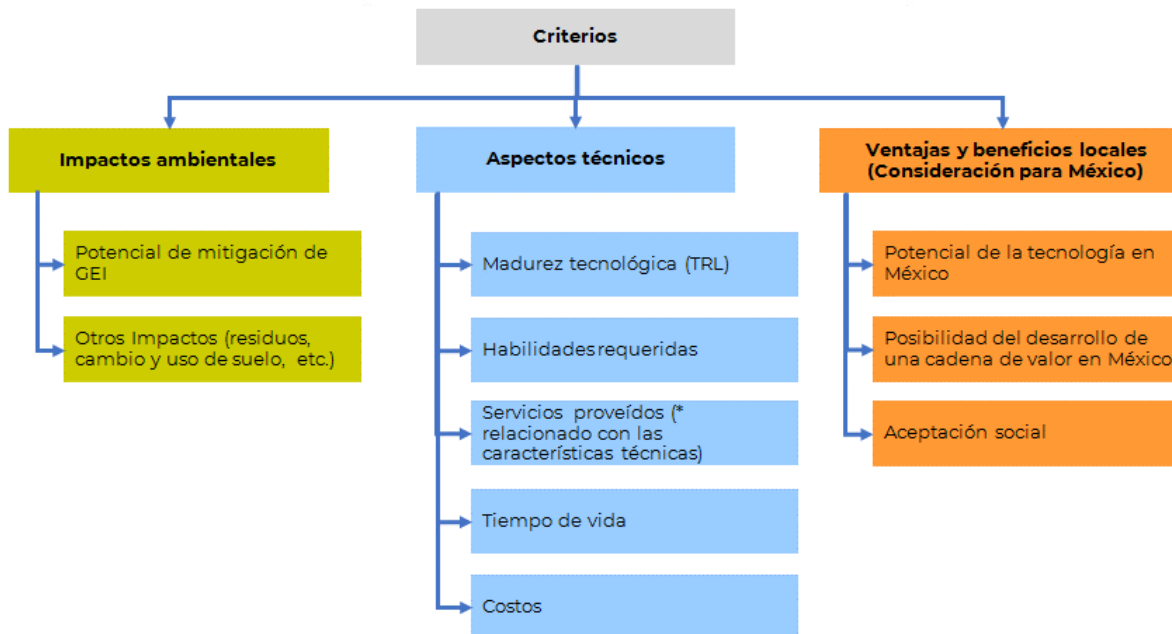 Criterios
Impactos ambientales
Potencial de mitigación de
GEI
Otros Impactos (residuos,
cambio y uso de suelo, etc.)
Aspectos técnicos
Madurez tecnológica (TRL)
Habilidades requeridas
Servicios proveídos (*
relacionado con las
características técnicas)
Tiempo de vida
Costos
Ventajas y beneficios locales
(Consideración para México)
Potencial de la tecnología en
México
Posibilidad del desarrollo de
una cadena de valor en México
Aceptación social